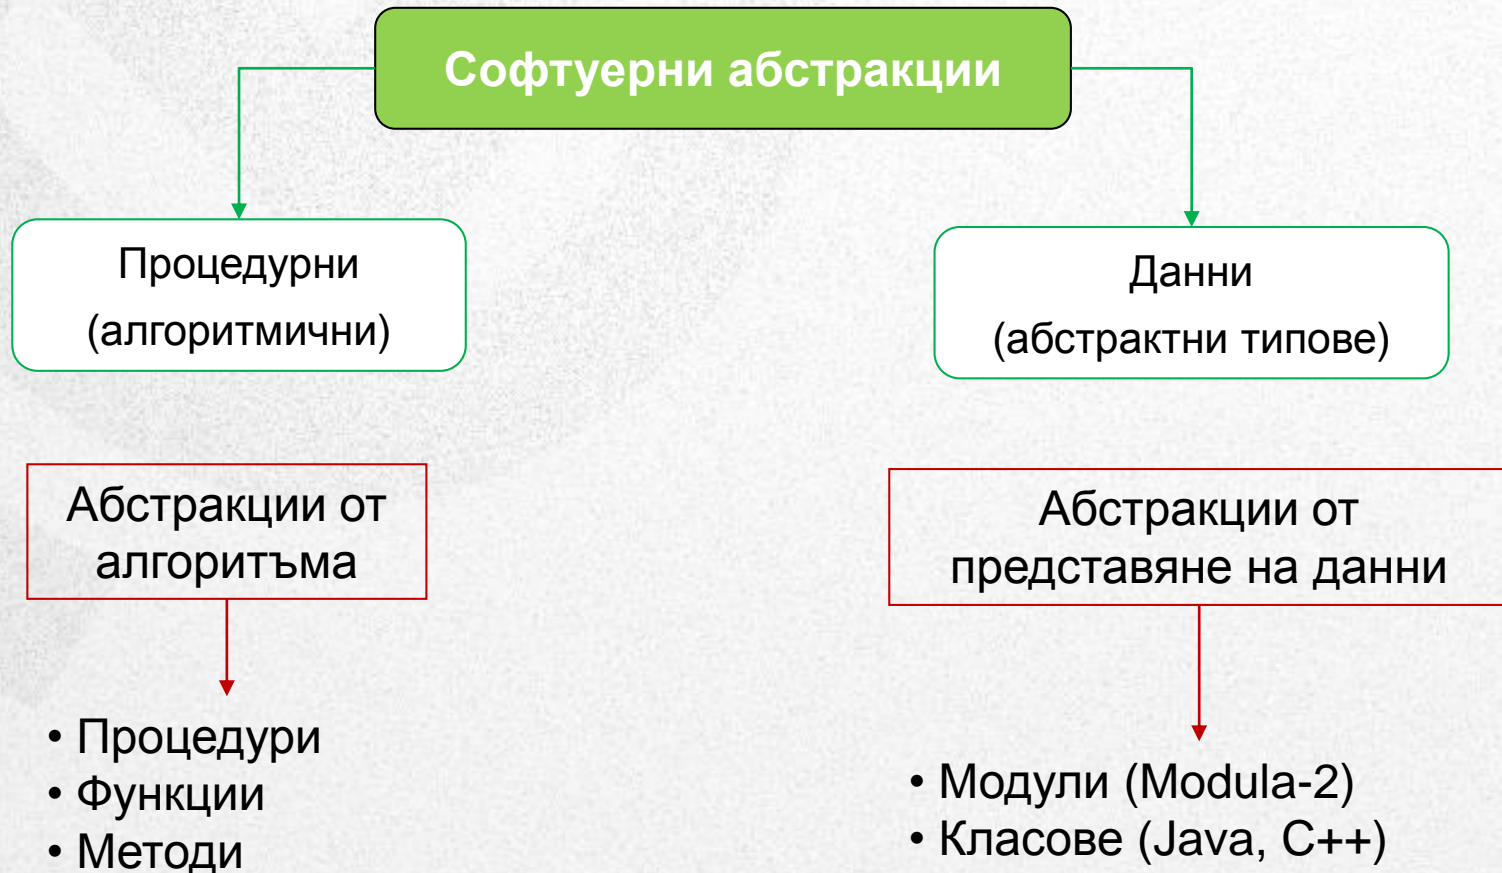 Софтуерни абстракции
Процедурни
(алгоритмични)
Данни
(абстрактни типове)
Абстракции от
алгоритъма
Абстракции от
представяне на данни
• Процедури
• Функции
• Методи
• Модули (Modula-2)
• Класове (Java, C++)